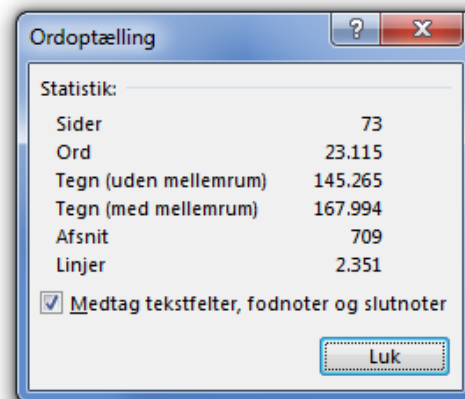 Ordoptælling
Statistik:
Sider 73
Ord 23.115
Tegn (uden mellemrum) 145.265
Tegn (med mellemrum) 167.994
Afsnit 709
Linjer 2.351
Medtag tekstfelter, fodnoter og slutnoter
Luk